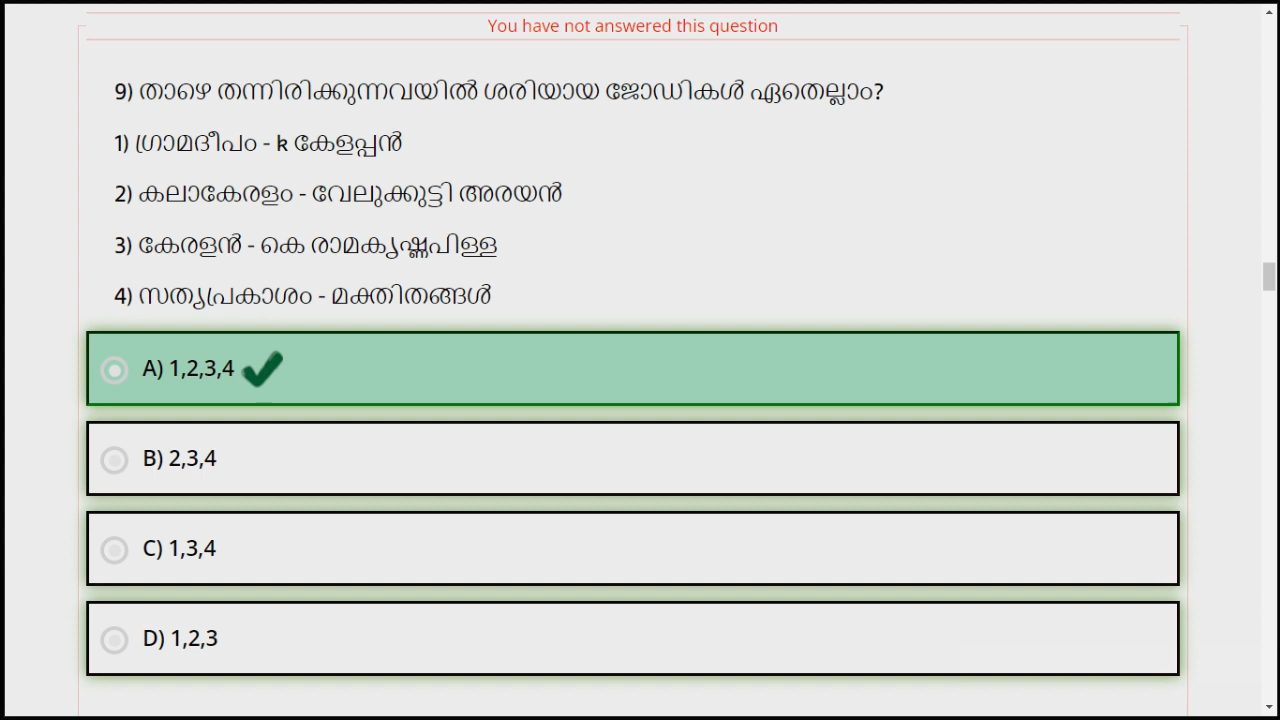 You have not answered this question
9) താഴെ തന്നിരിക്കുന്നവയിൽ ശരിയായ ജോഡികൾ ഏതെല്ലാം?
1) ഗ്രാമദീപം - k കേളപ്പൻ
2) കലാകേരളം - വേലുക്കുട്ടി അരയൻ
3) കേരളൻ - കെ രാമകൃഷ്ണപിള്ള
4) സത്യപ്രകാശം - മക്തിതങ്ങൾ
A) 1,2,3,4
B) 2,3,4
C) 1,3,4
D) 1,2,3